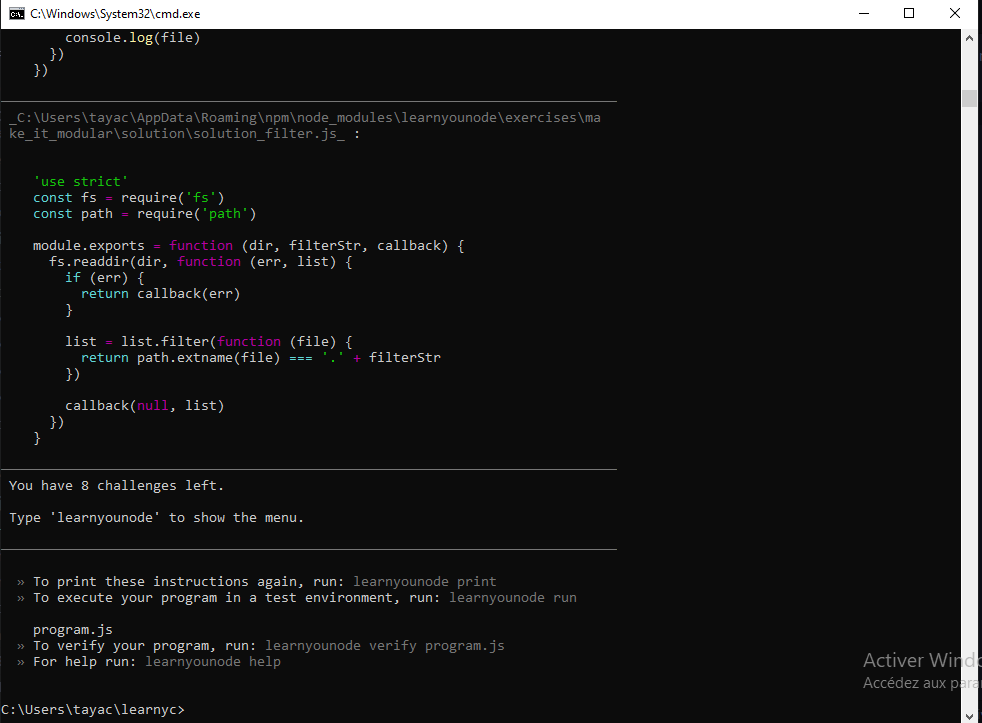 C:\Windows\System32\cmd.exe
console.log(file)
})
})
_C:\Users\tayac\AppData\Roaming\npm\node_modules\learnyounode\exercises\ma
ke_it_modular\solution\solution_filter.js_ :
'use strict'
const fs = require('fs')
const path = require('path')
module.exports = function (dir, filterStr, callback) {
fs.readdir(dir, function (err, list) {
if (err) {
return callback(err)
}
list = list.filter(function (file) {
return path.extname(file) === '.' + filterStr
})
callback(null, list)
})
}
You have 8 challenges left.
Type 'learnyounode' to show the menu.
» To print these instructions again, run: learnyounode print
» To execute your program in a test environment, run: learnyounode run
program.js
» To verify your program, run: learnyounode verify program.js
» For help run: learnyounode help
Activer Windo
Accédez aux para
C:\Users\tayac\learnyc>